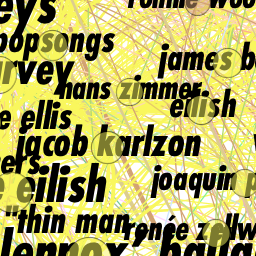 eys
ronnie woo
popsongs
james b
rvey
hans zimmer
eilish
e ellis
jacob karlzon
ers
e eilish
joaquin p
"thin man
renée zellw
lennox
balla